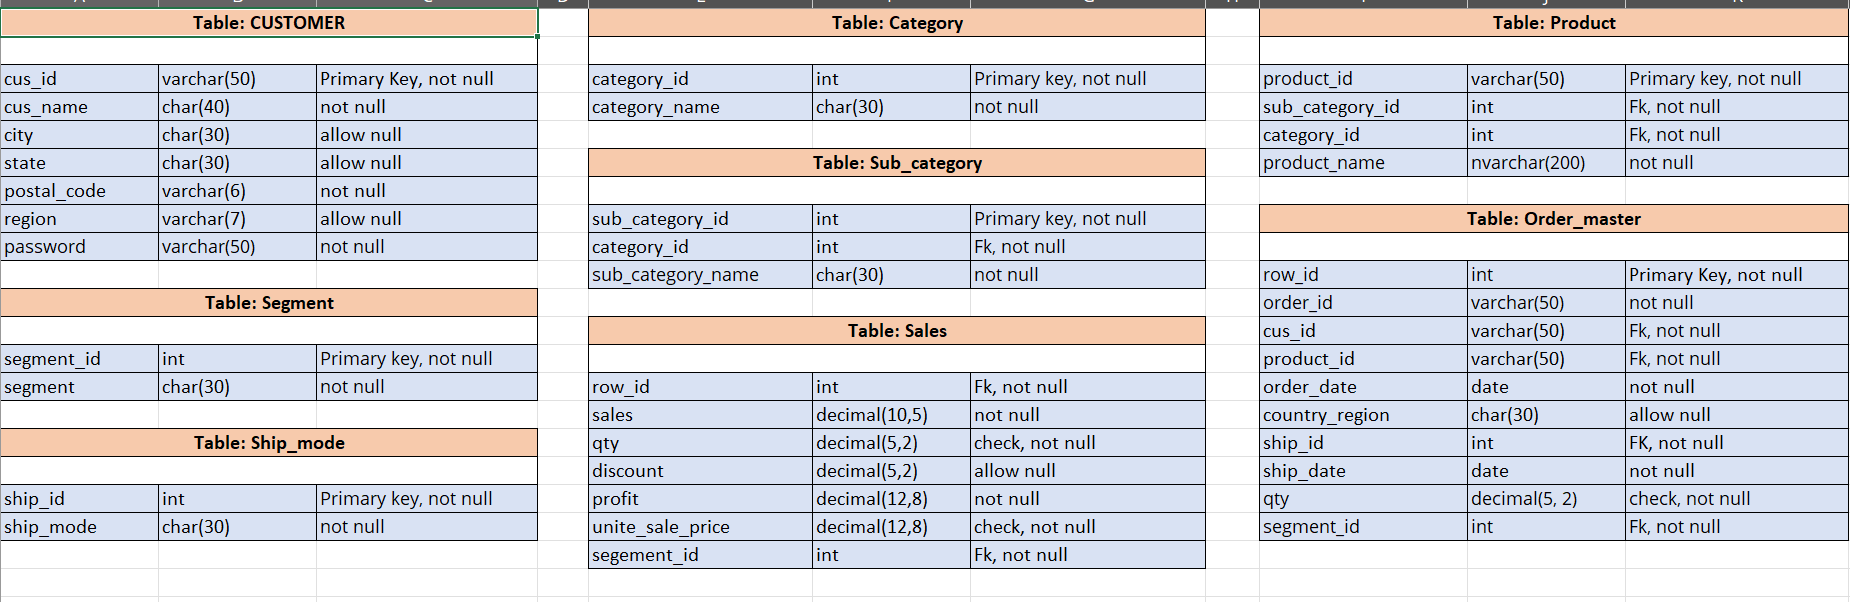 Table: CUSTOMER
cus_id varchar(50) Primary Key, not null
cus_name char(40) not null
city char(30) allow null
state char(30) allow null
postal_code varchar(6) not null
region varchar(7) allow null
password varchar(50) not null
Table: Segment
segment_id int Primary key, not null
segment char(30) not null
Table: Ship_mode
ship_id int Primary key, not null
ship_mode char(30) not null
Table: Category
category_id int Primary key, not null
category_name char(30) not null
Table: Sub_category
sub_category_id int Primary key, not null
category_id int Fk, not null
sub_category_name char(30) not null
Table: Sales
row_id int Fk, not null
sales decimal(10,5) not null
qty decimal(5,2) check, not null
discount decimal(5,2) allow null
profit decimal(12,8) not null
unite_sale_price decimal(12,8) check, not null
segement_id int Fk, not null
Table: Product
product_id varchar(50) Primary key, not null
sub_category_id int Fk, not null
category_id int Fk, not null
product_name nvarchar(200) not null
Table: Order_master
row_id int Primary Key, not null
order_id varchar(50) not null
cus_id varchar(50) Fk, not null
product_id varchar(50) Fk, not null
order_date date not null
country_region char(30) allow null
ship_id int FK, not null
ship_date date not null
qty decimal(5, 2) check, not null
segment_id int Fk, not null